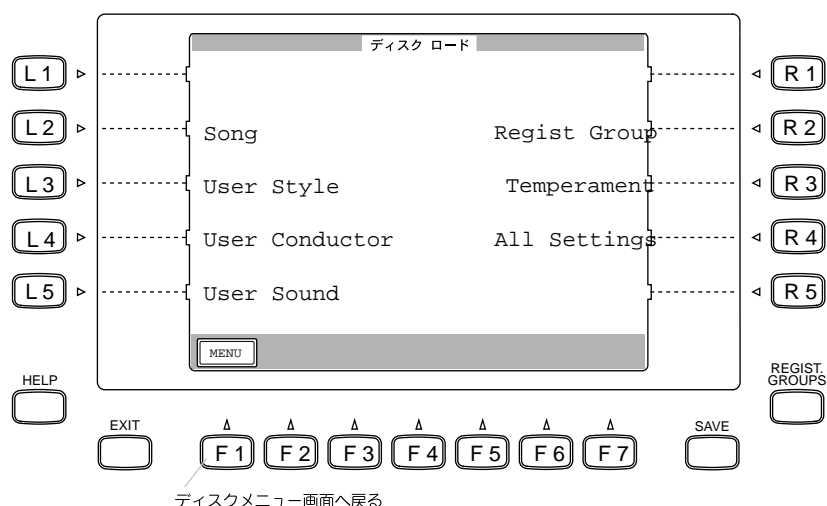 ディスク ロード
L1 R1
L2 Song Regist Group R2
L3 User Style Temperament R3
L4 User Conductor All Settings R4
L5 User Sound R5
MENU
HELP
REGIST.
GROUPS
EXIT
SAVE
F1 F2 F3 F4 F5 F6 F7
ディスクメニュー画面へ戻る